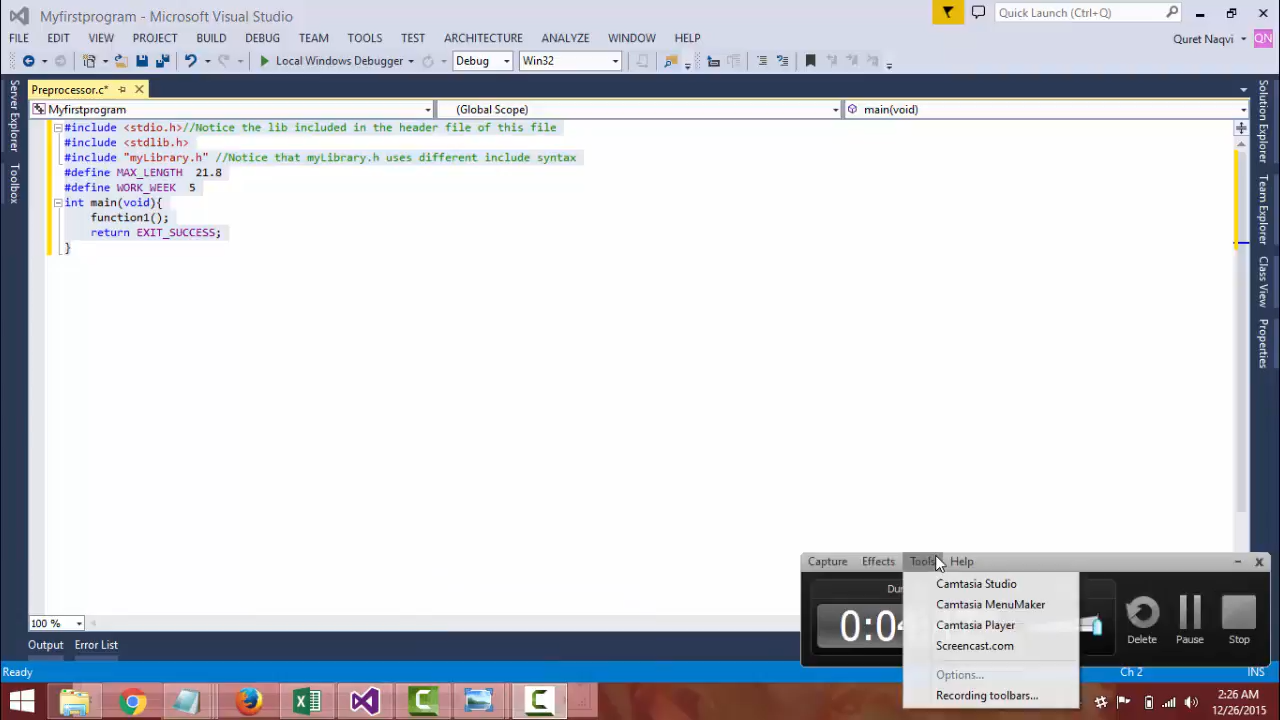 Myfirstprogram - Microsoft Visual Studio
Quick Launch (Ctrl+Q)
FILE EDIT VIEW PROJECT BUILD DEBUG TEAM TOOLS TEST ARCHITECTURE ANALYZE WINDOW HELP
Quret Naqvi QN
Local Windows Debugger Debug Win32
Server Explorer
Toolbox
Preprocessor.c*
Myfirstprogram (Global Scope) main(void)
#include <stdio.h>//Notice the lib included in the header file of this file
#include <stdlib.h>
#include "myLibrary.h" //Notice that myLibrary.h uses different include syntax
#define MAX_LENGTH 21.8
#define WORK_WEEK 5
int main(void){
function1();
return EXIT_SUCCESS;
}
Solution Explorer
Team Explorer
Class View
Properties
100 %
Output Error List
Ready
Ch 2
INS
Capture Effects Tools Help
0:04
Camtasia Studio
Camtasia MenuMaker
Camtasia Player
Screencast.com
Options...
Recording toolbars...
Delete Pause Stop
2:26 AM
12/26/2015